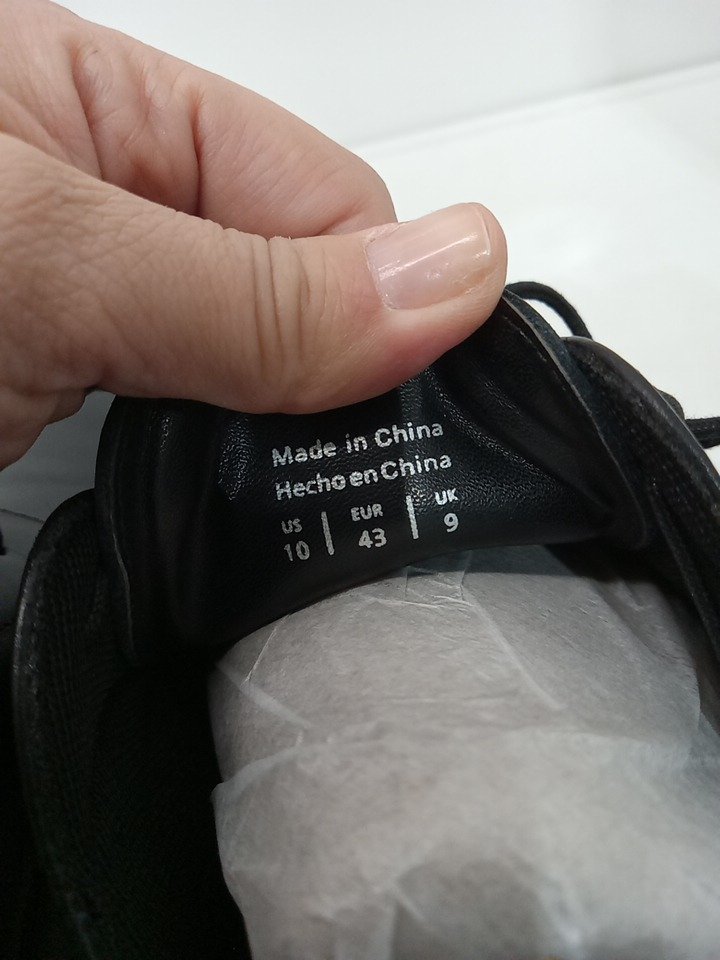 Made in China
Hecho en China
US | EUR | UK
10 | 43 | 9